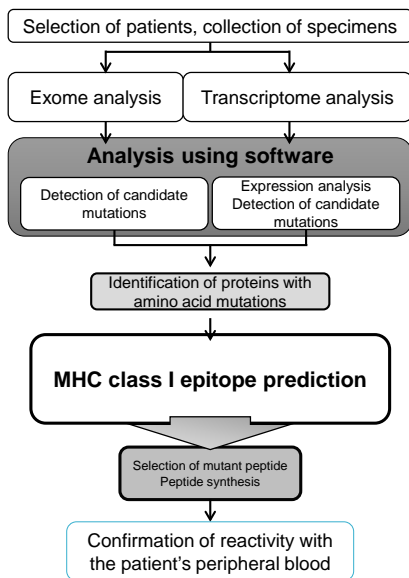 Selection of patients, collection of specimens
Exome analysis
Transcriptome analysis
Analysis using software
Detection of candidate
mutations
Expression analysis
Detection of candidate
mutations
Identification of proteins with
amino acid mutations
MHC class I epitope prediction
Selection of mutant peptide
Peptide synthesis
Confirmation of reactivity with
the patient’s peripheral blood